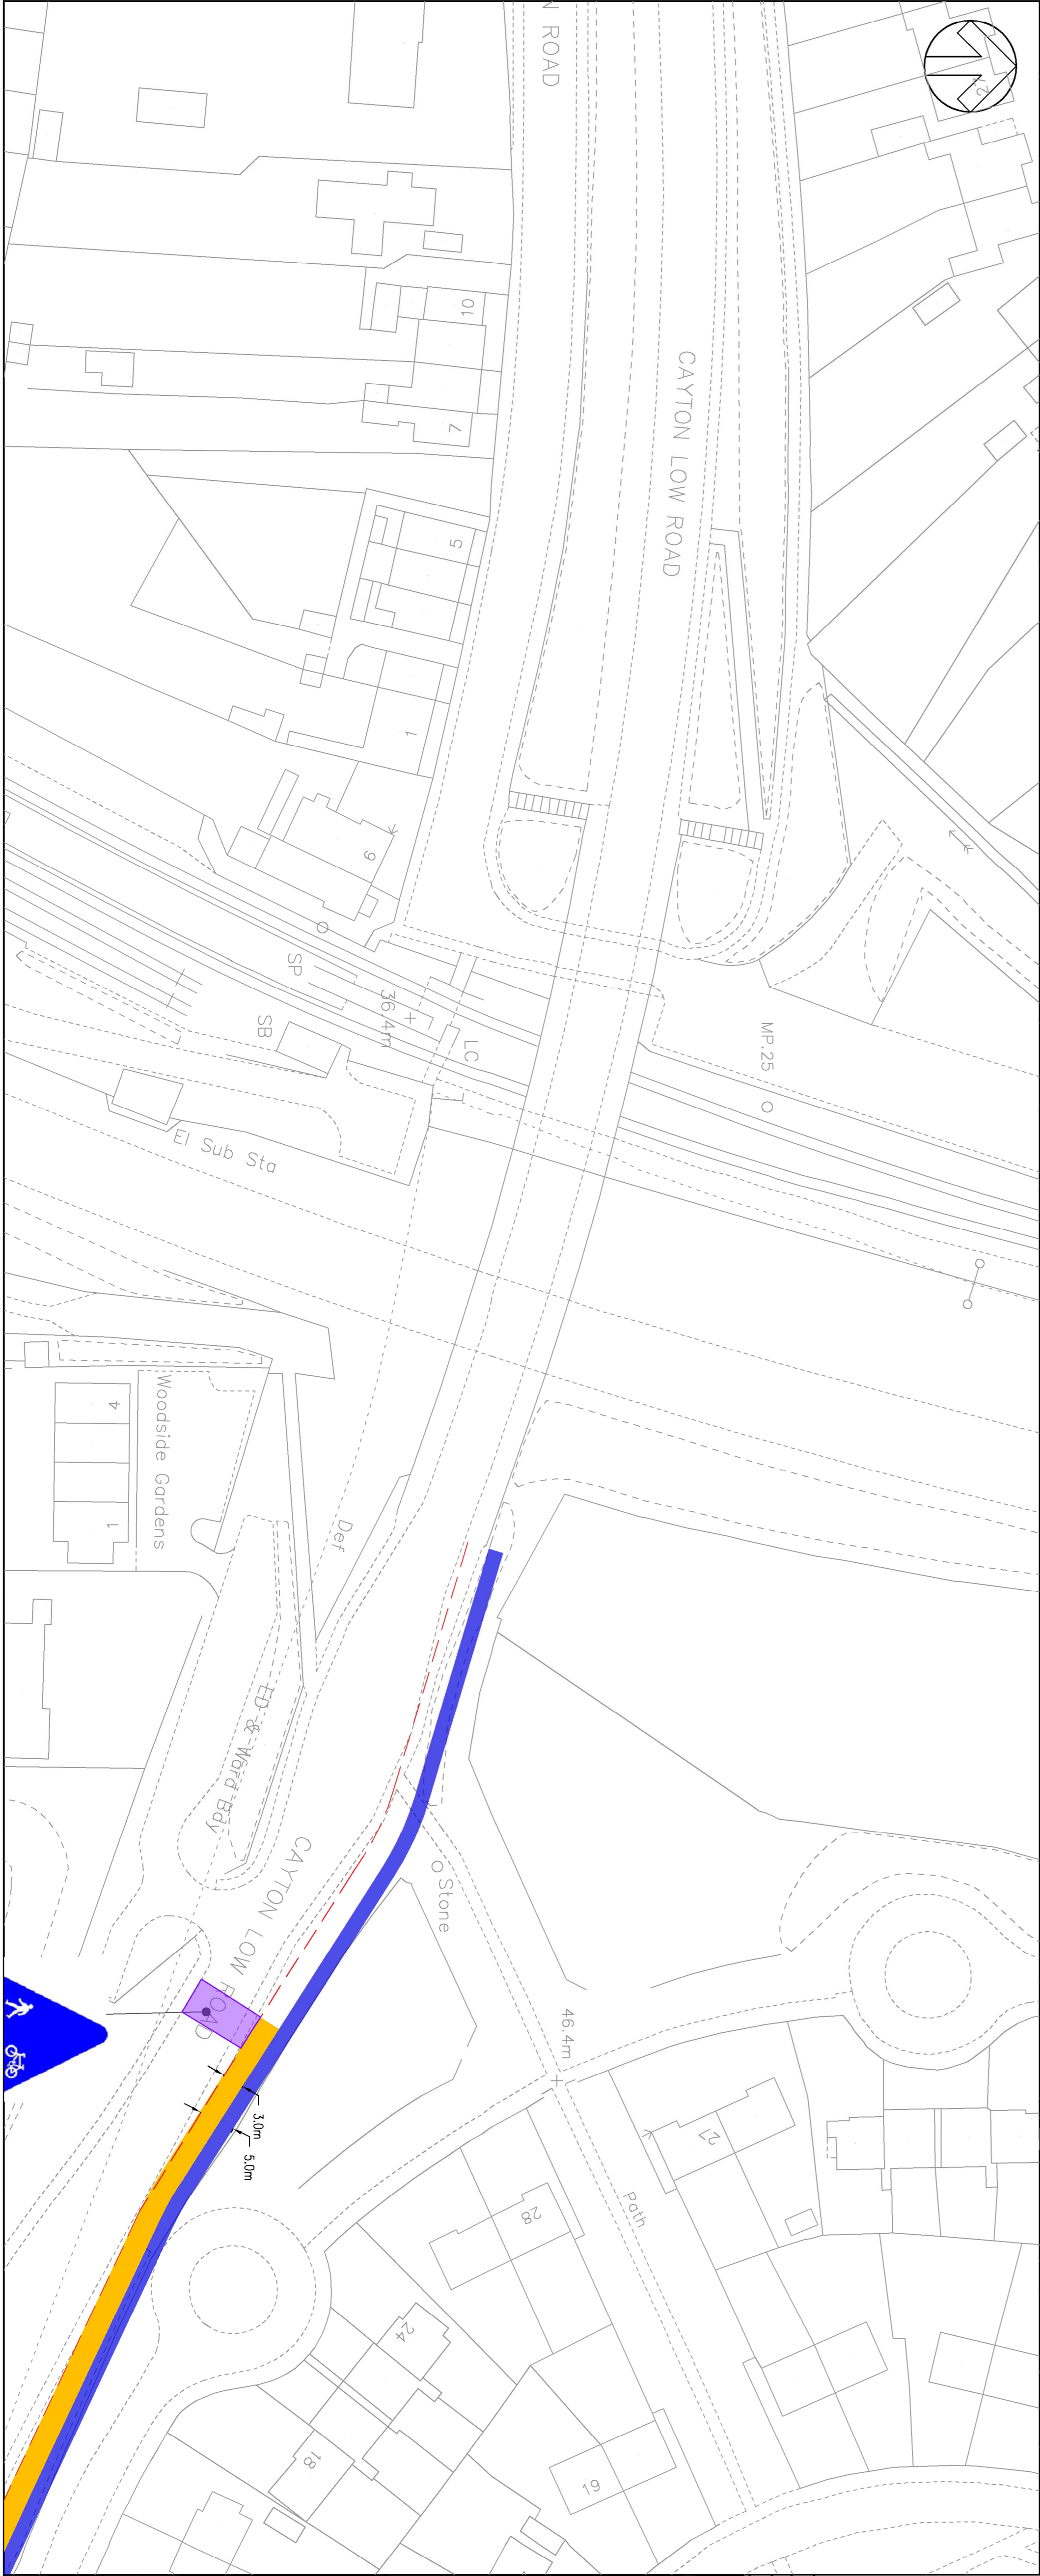 N ROAD
27
CAYTON LOW ROAD
10
7
5
1
9
SP
36.4m
LC
SB
MP.25
El Sub Sta
Woodside Gardens
4
1
Def
ED & Ward Bdy
CAYTON LOW ROAD
Stone
46.4m
3.0m
5.0m
21
Path
28
24
18
19